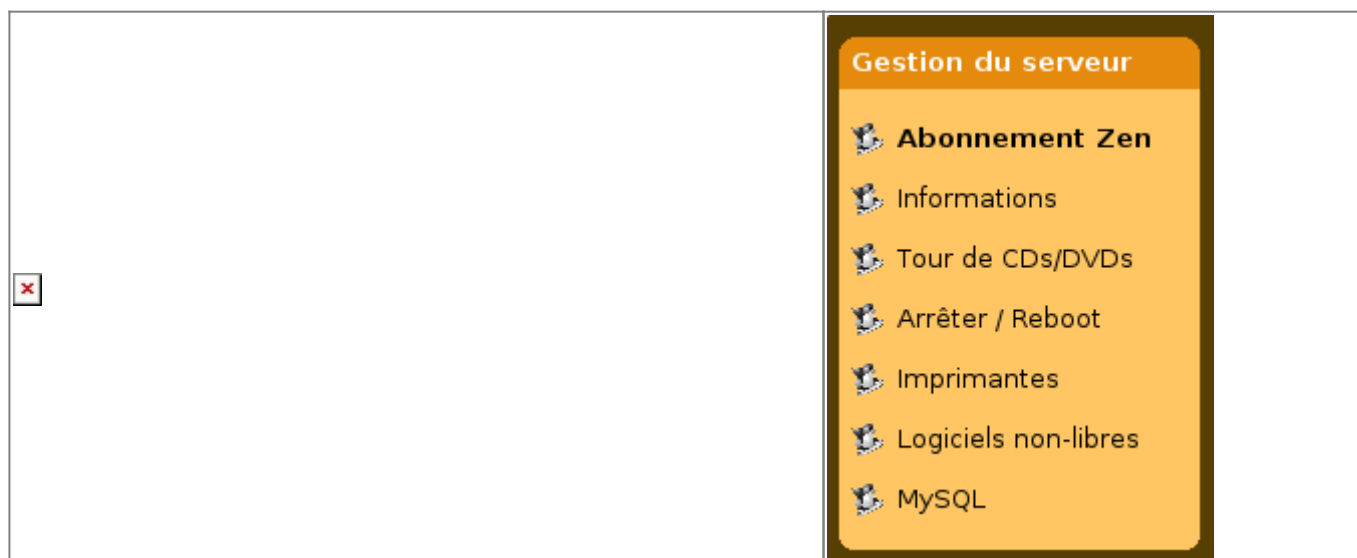 Gestion du serveur
Abonnement Zen
Informations
Tour de CDs/DVDs
Arrêter / Reboot
Imprimantes
Logiciels non-libres
MySQL